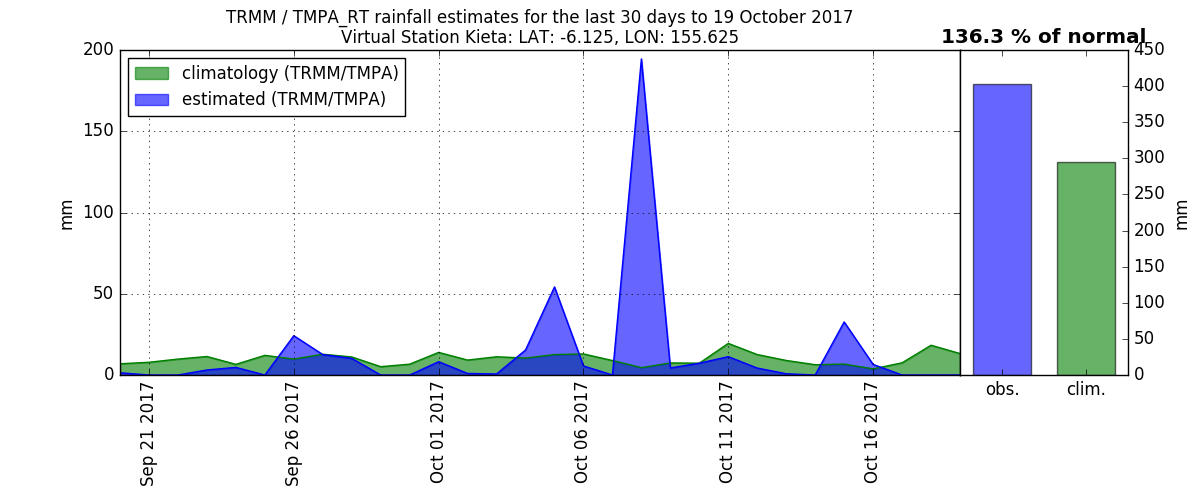 TRMM / TMPA_RT rainfall estimates for the last 30 days to 19 October 2017
Virtual Station Kieta: LAT: -6.125, LON: 155.625
136.3 % of normal
climatology (TRMM/TMPA)
estimated (TRMM/TMPA)
200
150
100
50
0
mm
Sep 21 2017
Sep 26 2017
Oct 01 2017
Oct 06 2017
Oct 11 2017
Oct 16 2017
450
400
350
300
250
200
150
100
50
0
mm
obs.
clim.